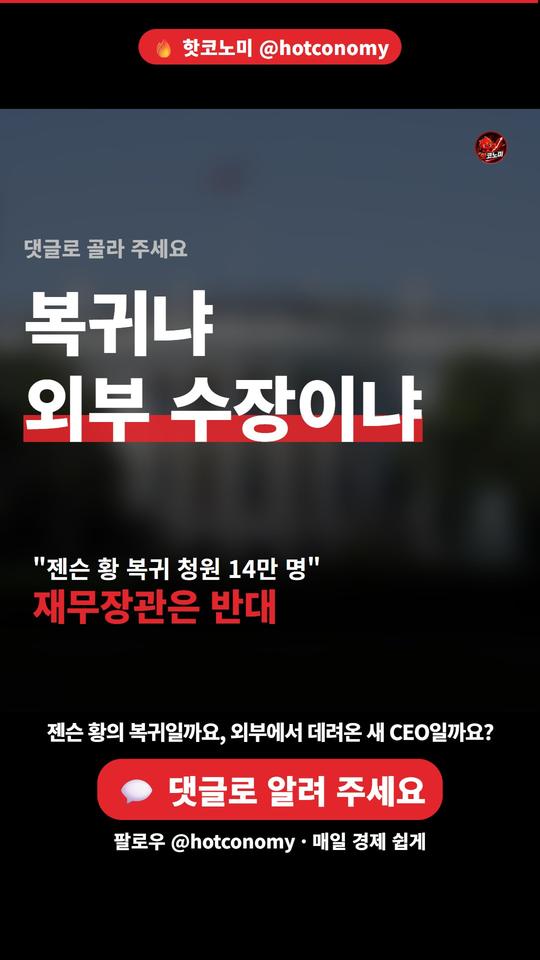 🔥 핫코노미 @hotconomy
코노미
댓글로 골라 주세요
복귀냐
외부 수장이냐
"젠슨 황 복귀 청원 14만 명"
재무장관은 반대
젠슨 황의 복귀일까요, 외부에서 데려온 새 CEO일까요?
💬 댓글로 알려 주세요
팔로우 @hotconomy · 매일 경제 쉽게